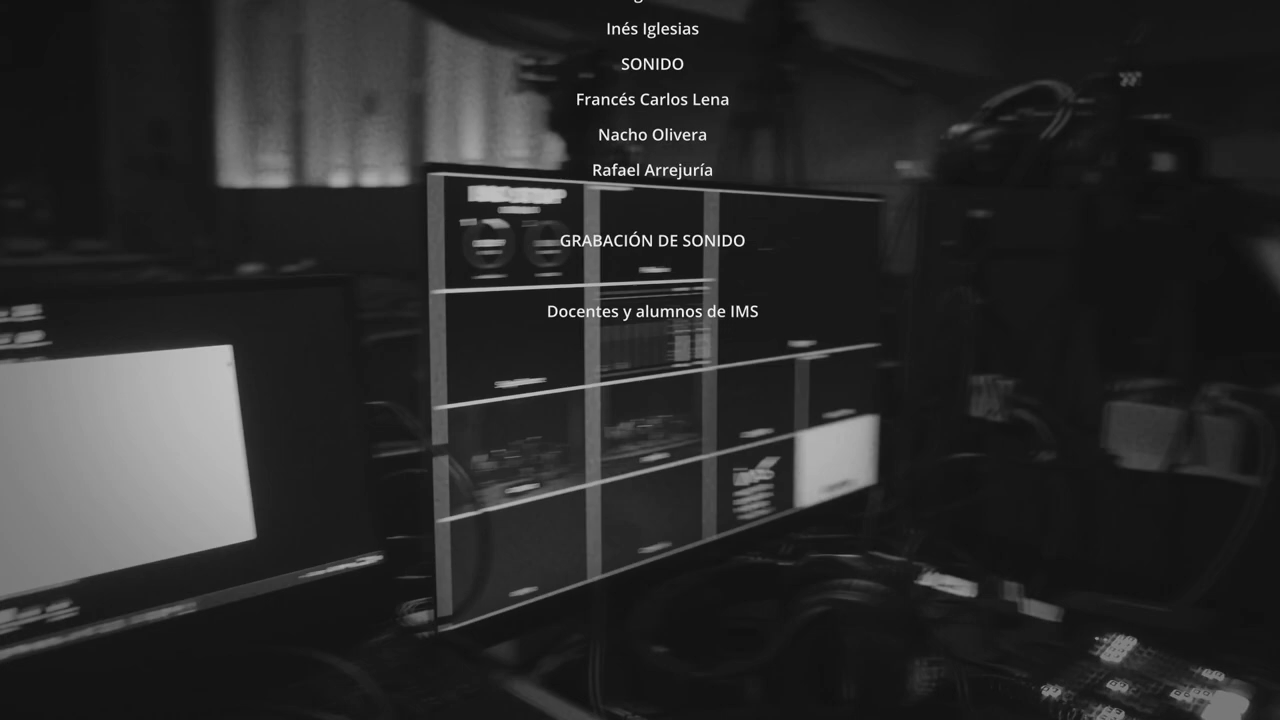 Inés Iglesias
SONIDO
Francés Carlos Lena
Nacho Olivera
Rafael Arrejuría
GRABACIÓN DE SONIDO
Docentes y alumnos de IMS